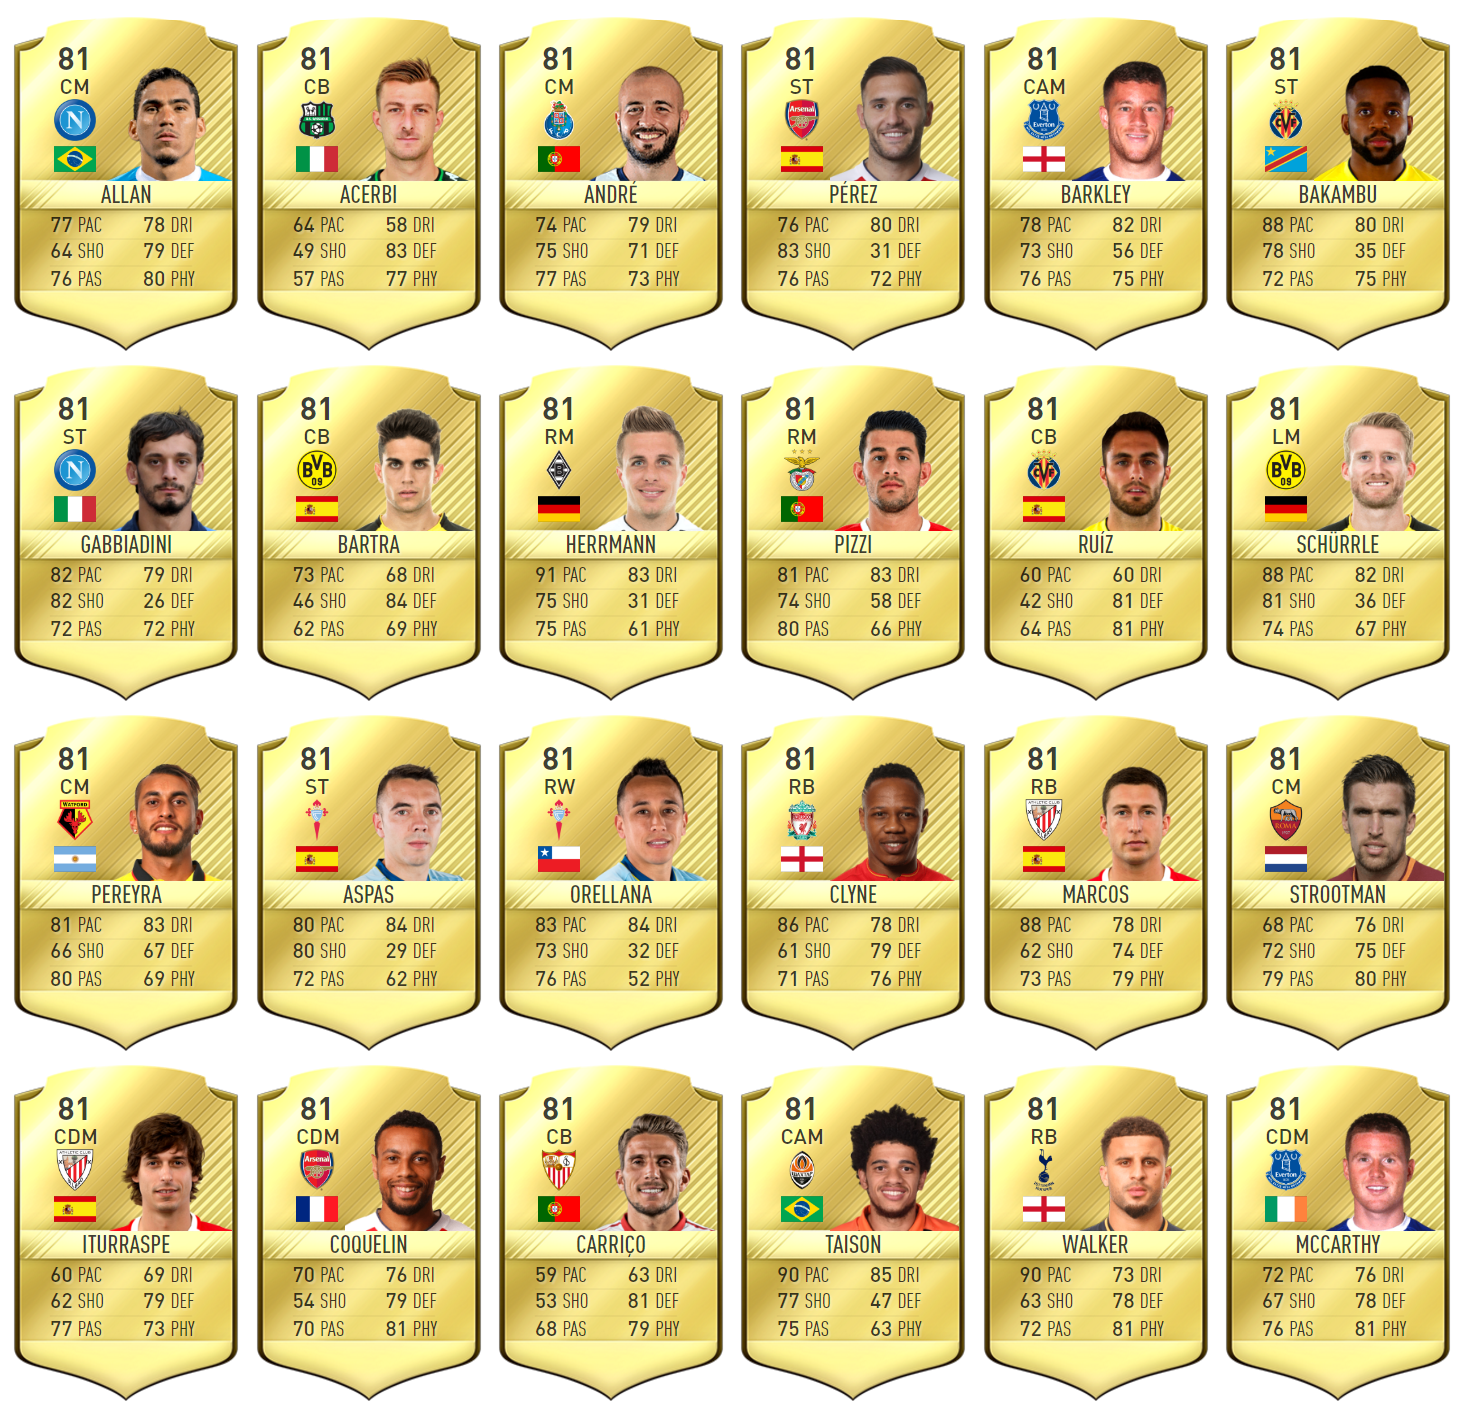 81
CM
ALLAN
77 PAC 78 DRI
64 SHO 79 DEF
76 PAS 80 PHY
81
CB
ACERBI
64 PAC 58 DRI
49 SHO 83 DEF
57 PAS 77 PHY
81
CM
ANDRÉ
74 PAC 79 DRI
75 SHO 71 DEF
77 PAS 73 PHY
81
ST
Arsenal
PÉREZ
76 PAC 80 DRI
83 SHO 31 DEF
76 PAS 72 PHY
81
CAM
Everton
BARKLEY
78 PAC 82 DRI
73 SHO 56 DEF
76 PAS 75 PHY
81
ST
BAKAMBU
88 PAC 80 DRI
78 SHO 35 DEF
72 PAS 75 PHY
81
ST
GABBIADINI
82 PAC 79 DRI
82 SHO 26 DEF
72 PAS 72 PHY
81
CB
BVB
09
BARTRA
73 PAC 68 DRI
46 SHO 84 DEF
62 PAS 69 PHY
81
RM
HERRMANN
91 PAC 83 DRI
75 SHO 31 DEF
75 PAS 61 PHY
81
RM
PIZZI
81 PAC 83 DRI
74 SHO 58 DEF
80 PAS 66 PHY
81
CB
RUÍZ
60 PAC 60 DRI
42 SHO 81 DEF
64 PAS 81 PHY
81
LM
BVB
09
SCHÜRRLE
88 PAC 82 DRI
81 SHO 36 DEF
74 PAS 67 PHY
81
CM
WATFORD
PEREYRA
81 PAC 83 DRI
66 SHO 67 DEF
80 PAS 69 PHY
81
ST
ASPAS
80 PAC 84 DRI
80 SHO 29 DEF
72 PAS 62 PHY
81
RW
ORELLANA
83 PAC 84 DRI
73 SHO 32 DEF
76 PAS 52 PHY
81
RB
CLYNE
86 PAC 78 DRI
61 SHO 79 DEF
71 PAS 76 PHY
81
RB
ATHLETIC CLUB
MARCOS
88 PAC 78 DRI
62 SHO 74 DEF
73 PAS 79 PHY
81
CM
ROMA
STROOTMAN
68 PAC 76 DRI
72 SHO 75 DEF
79 PAS 80 PHY
81
CDM
ATHLETIC CLUB
ITURRASPE
60 PAC 69 DRI
62 SHO 79 DEF
77 PAS 73 PHY
81
CDM
Arsenal
COQUELIN
70 PAC 76 DRI
54 SHO 79 DEF
70 PAS 81 PHY
81
CB
CARRIÇO
59 PAC 63 DRI
53 SHO 81 DEF
68 PAS 79 PHY
81
CAM
TAISON
90 PAC 85 DRI
77 SHO 47 DEF
75 PAS 63 PHY
81
RB
WALKER
90 PAC 73 DRI
63 SHO 78 DEF
72 PAS 81 PHY
81
CDM
Everton
MCCARTHY
72 PAC 76 DRI
67 SHO 78 DEF
76 PAS 81 PHY